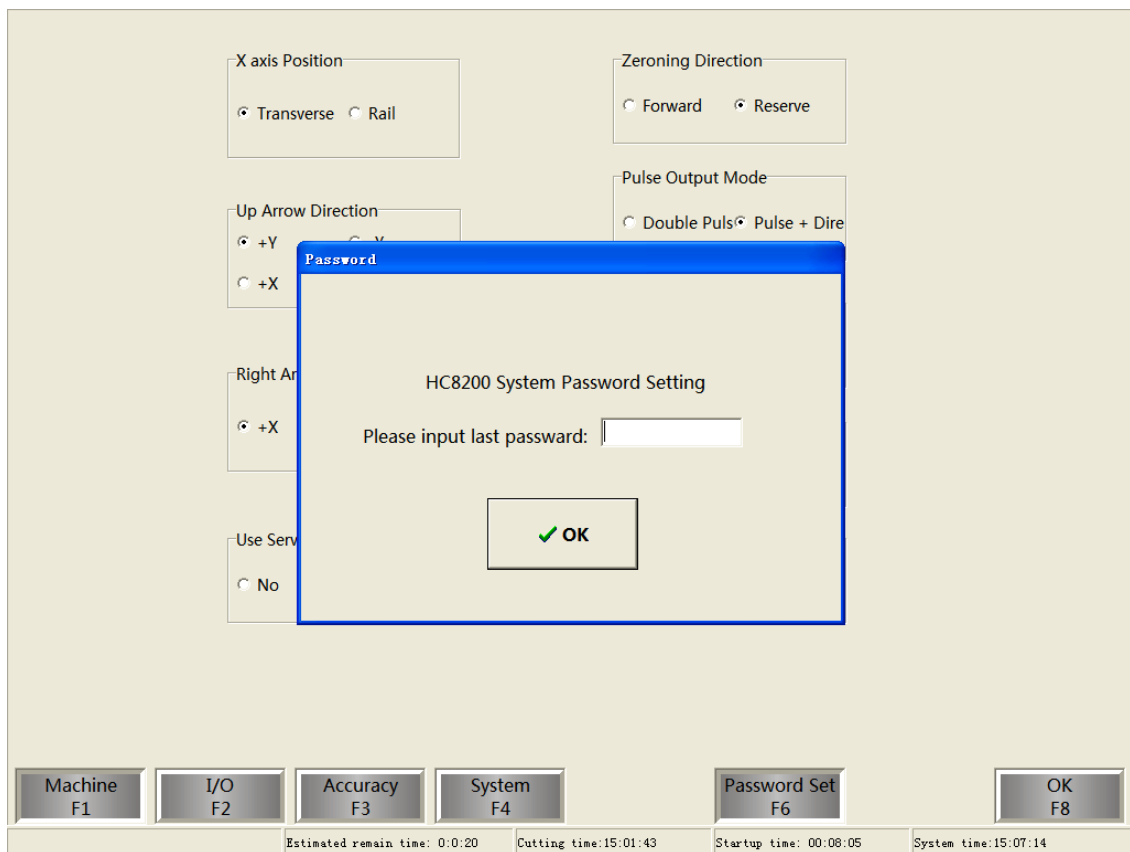 X axis Position
Transverse Rail
Zeroning Direction
Forward Reserve
Pulse Output Mode
Double Puls Pulse + Dire
Up Arrow Direction
+Y
+X
Right Ar
+X
Use Serv
No
Password
HC8200 System Password Setting
Please input last passward:
OK
Machine
F1
I/O
F2
Accuracy
F3
System
F4
Password Set
F6
OK
F8
Estimated remain time: 0:0:20 Cutting time:15:01:43 Startup time: 00:08:05 System time:15:07:14